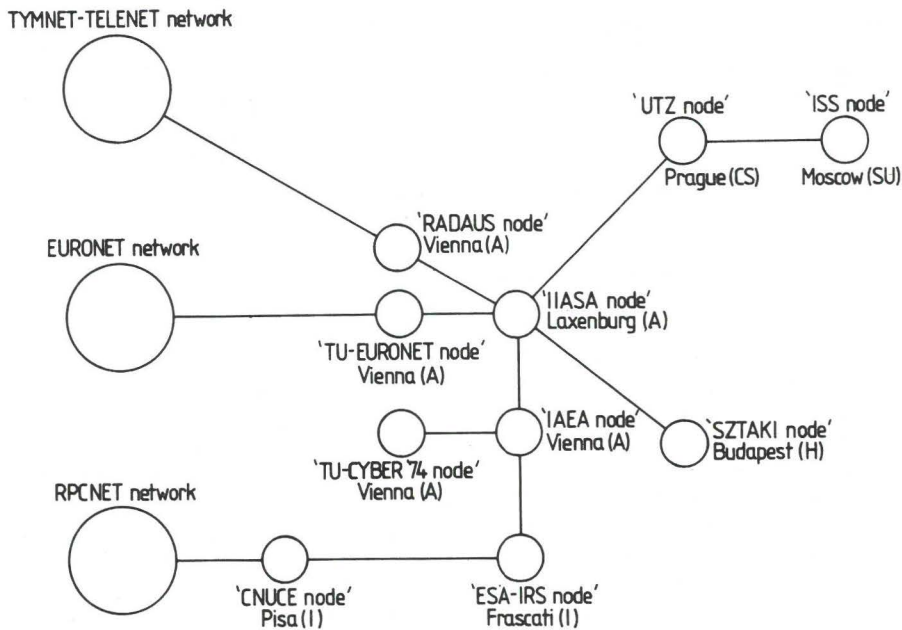 TYMNET-TELENET network
'UTZ node'
Prague (CS)
'ISS node'
Moscow (SU)
'RADAUS node'
Vienna (A)
EURONET network
'IIASA node'
Laxenburg (A)
'TU-EURONET node'
Vienna (A)
'IAEA node'
Vienna (A)
'SZTAKI node'
Budapest (H)
'TU-CYBER '74 node'
Vienna (A)
RPCNET network
'CNUCE node'
Pisa (I)
'ESA-IRS node'
Frascati (I)